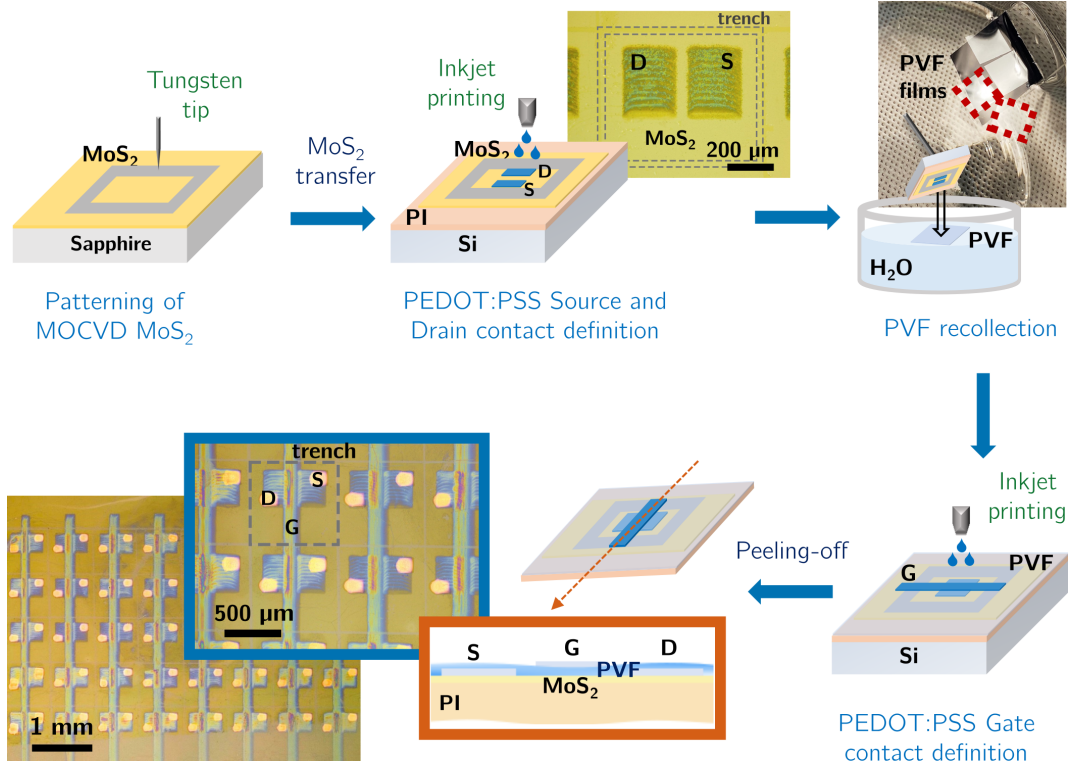 Tungsten
tip
MoS₂
Sapphire
Patterning of
MOCVD MoS₂
MoS₂
transfer
Inkjet
printing
MoS₂
D
S
PI
Si
PEDOT:PSS Source and
Drain contact definition
trench
D
S
MoS₂
200 µm
PVF
films
PVF
H₂O
PVF recollection
Inkjet
printing
PVF
G
Si
PEDOT:PSS Gate
contact definition
Peeling-off
S
G
D
PVF
MoS₂
PI
trench
S
D
G
500 µm
1 mm